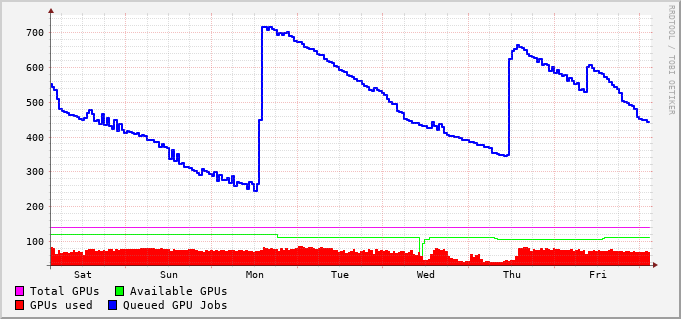 RRDTOOL / TOBI OETIKER
700
600
500
400
300
200
100
Sat Sun Mon Tue Wed Thu Fri
Total GPUs Available GPUs
GPUs used Queued GPU Jobs